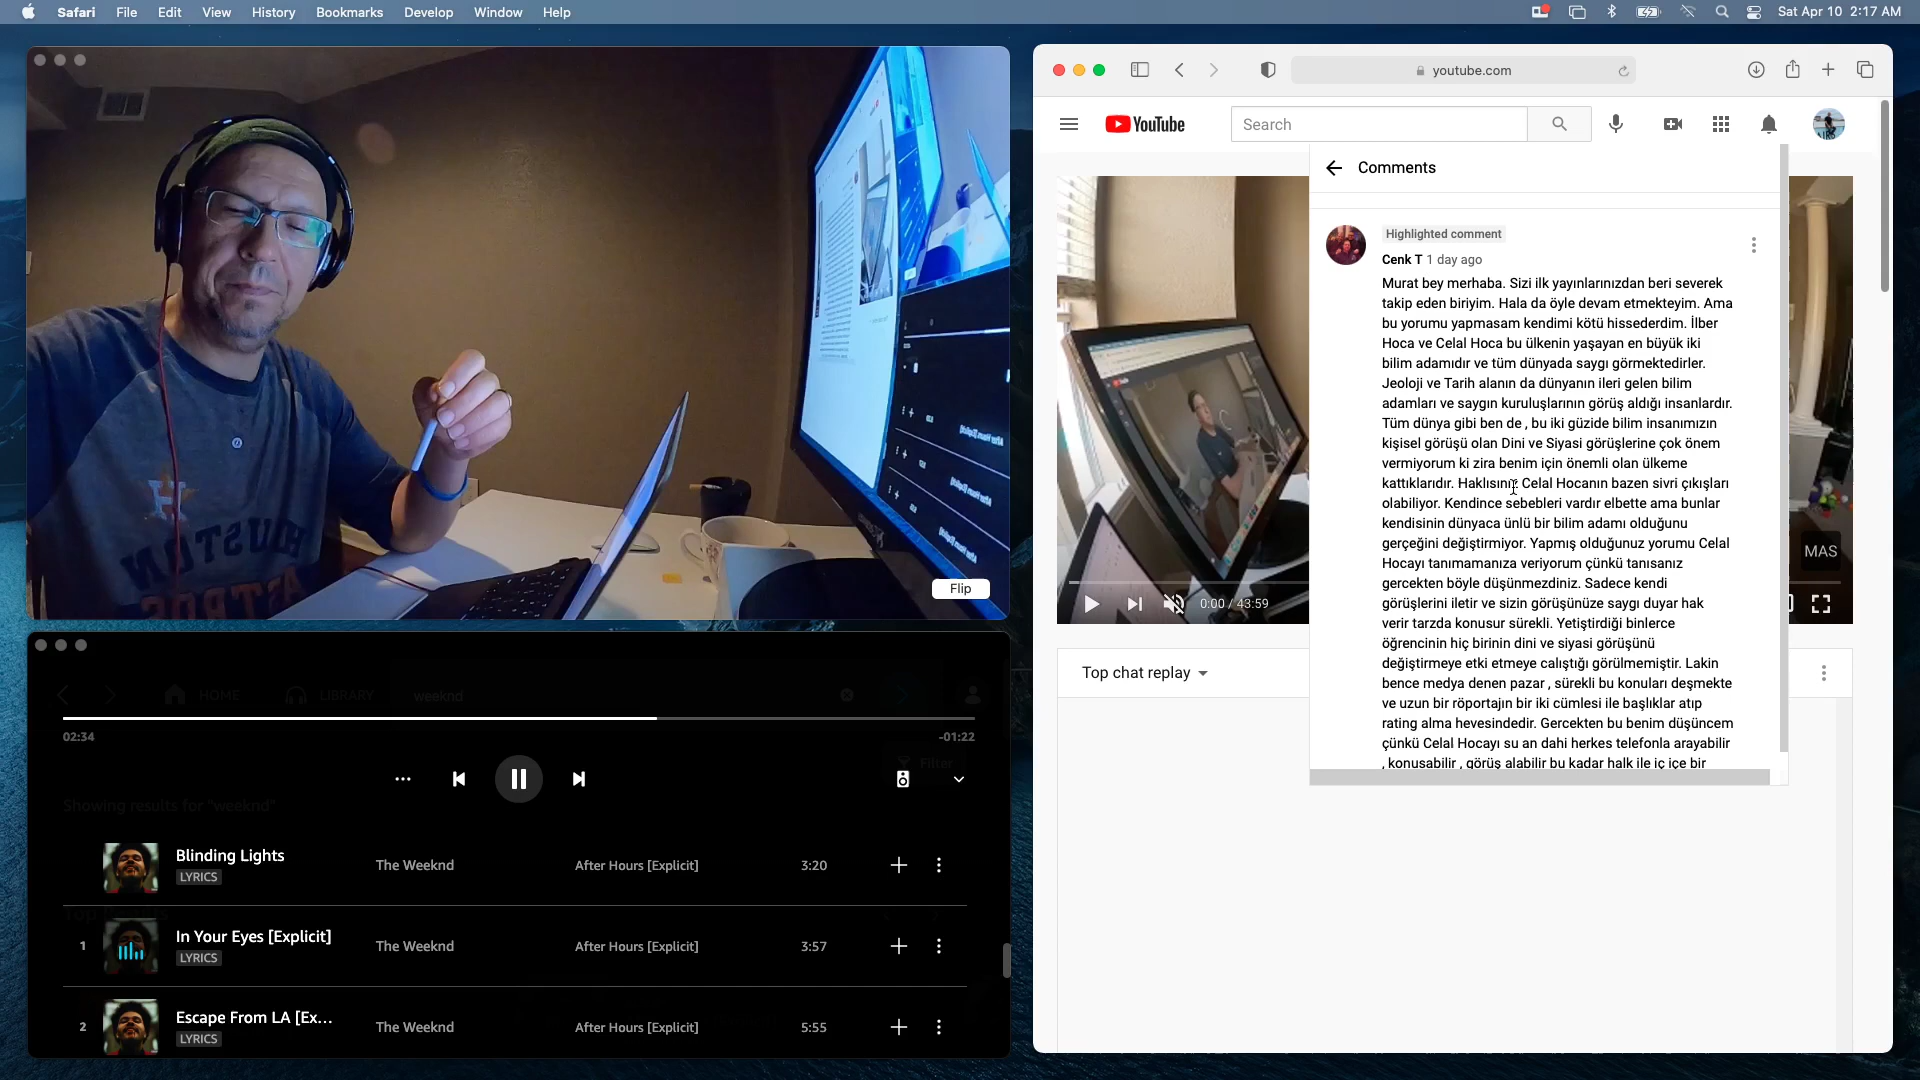 Safari File Edit View History Bookmarks Develop Window Help
Sat Apr 10 2:17 AM
Flip
HOME
LIBRARY
weeknd
02:34
-01:22
Filter
Showing results for "weeknd"
Blinding Lights
LYRICS
The Weeknd
After Hours [Explicit]
3:20
1
In Your Eyes [Explicit]
LYRICS
The Weeknd
After Hours [Explicit]
3:57
2
Escape From LA [Ex...
LYRICS
The Weeknd
After Hours [Explicit]
5:55
youtube.com
YouTube
Search
Comments
Highlighted comment
Cenk T 1 day ago
Murat bey merhaba. Sizi ilk yayınlarınızdan beri severek
takip eden biriyim. Hala da öyle devam etmekteyim. Ama
bu yorumu yapmasam kendimi kötü hissederdim. İlber
Hoca ve Celal Hoca bu ülkenin yaşayan en büyük iki
bilim adamıdır ve tüm dünyada saygı görmektedirler.
Jeoloji ve Tarih alanın da dünyanın ileri gelen bilim
adamları ve saygın kuruluşlarının görüş aldığı insanlardır.
Tüm dünya gibi ben de , bu iki güzide bilim insanımızın
kişisel görüşü olan Dini ve Siyasi görüşlerine çok önem
vermiyorum ki zira benim için önemli olan ülkeme
kattıklarıdır. Haklısınız Celal Hocanın bazen sivri çıkışları
olabiliyor. Kendince sebebleri vardır elbette ama bunlar
kendisinin dünyaca ünlü bir bilim adamı olduğunu
gerçeğini değiştirmiyor. Yapmış olduğunuz yorumu Celal
Hocayı tanımamanıza veriyorum çünkü tanısanız
gercekten böyle düşünmezdiniz. Sadece kendi
görüşlerini iletir ve sizin görüşünüze saygı duyar hak
verir tarzda konusur sürekli. Yetiştirdiği binlerce
öğrencinin hiç birinin dini ve siyasi görüşünü
değiştirmeye etki etmeye calıştığı görülmemiştir. Lakin
bence medya denen pazar , sürekli bu konuları deşmekte
ve uzun bir röportajın bir iki cümlesi ile başlıklar atıp
rating alma hevesindedir. Gercekten bu benim düşüncem
çünkü Celal Hocayı su an dahi herkes telefonla arayabilir
, konusabilir , görüş alabilir bu kadar halk ile iç içe bir
MAS
0:00 / 43:59
Top chat replay